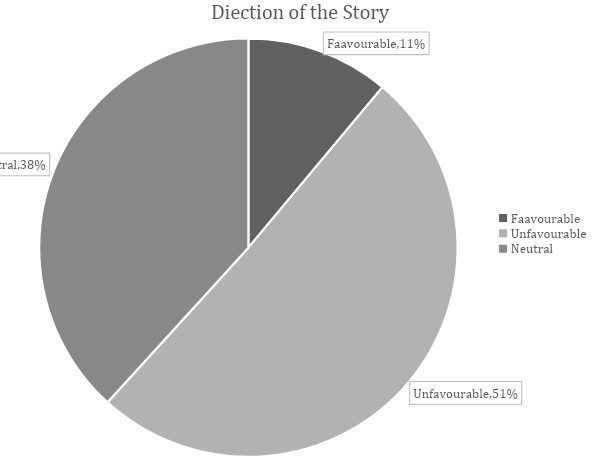 Diection of the Story
Faavourable,11%
tral,38%
Faavourable
Unfavourable
Neutral
Unfavourable,51%